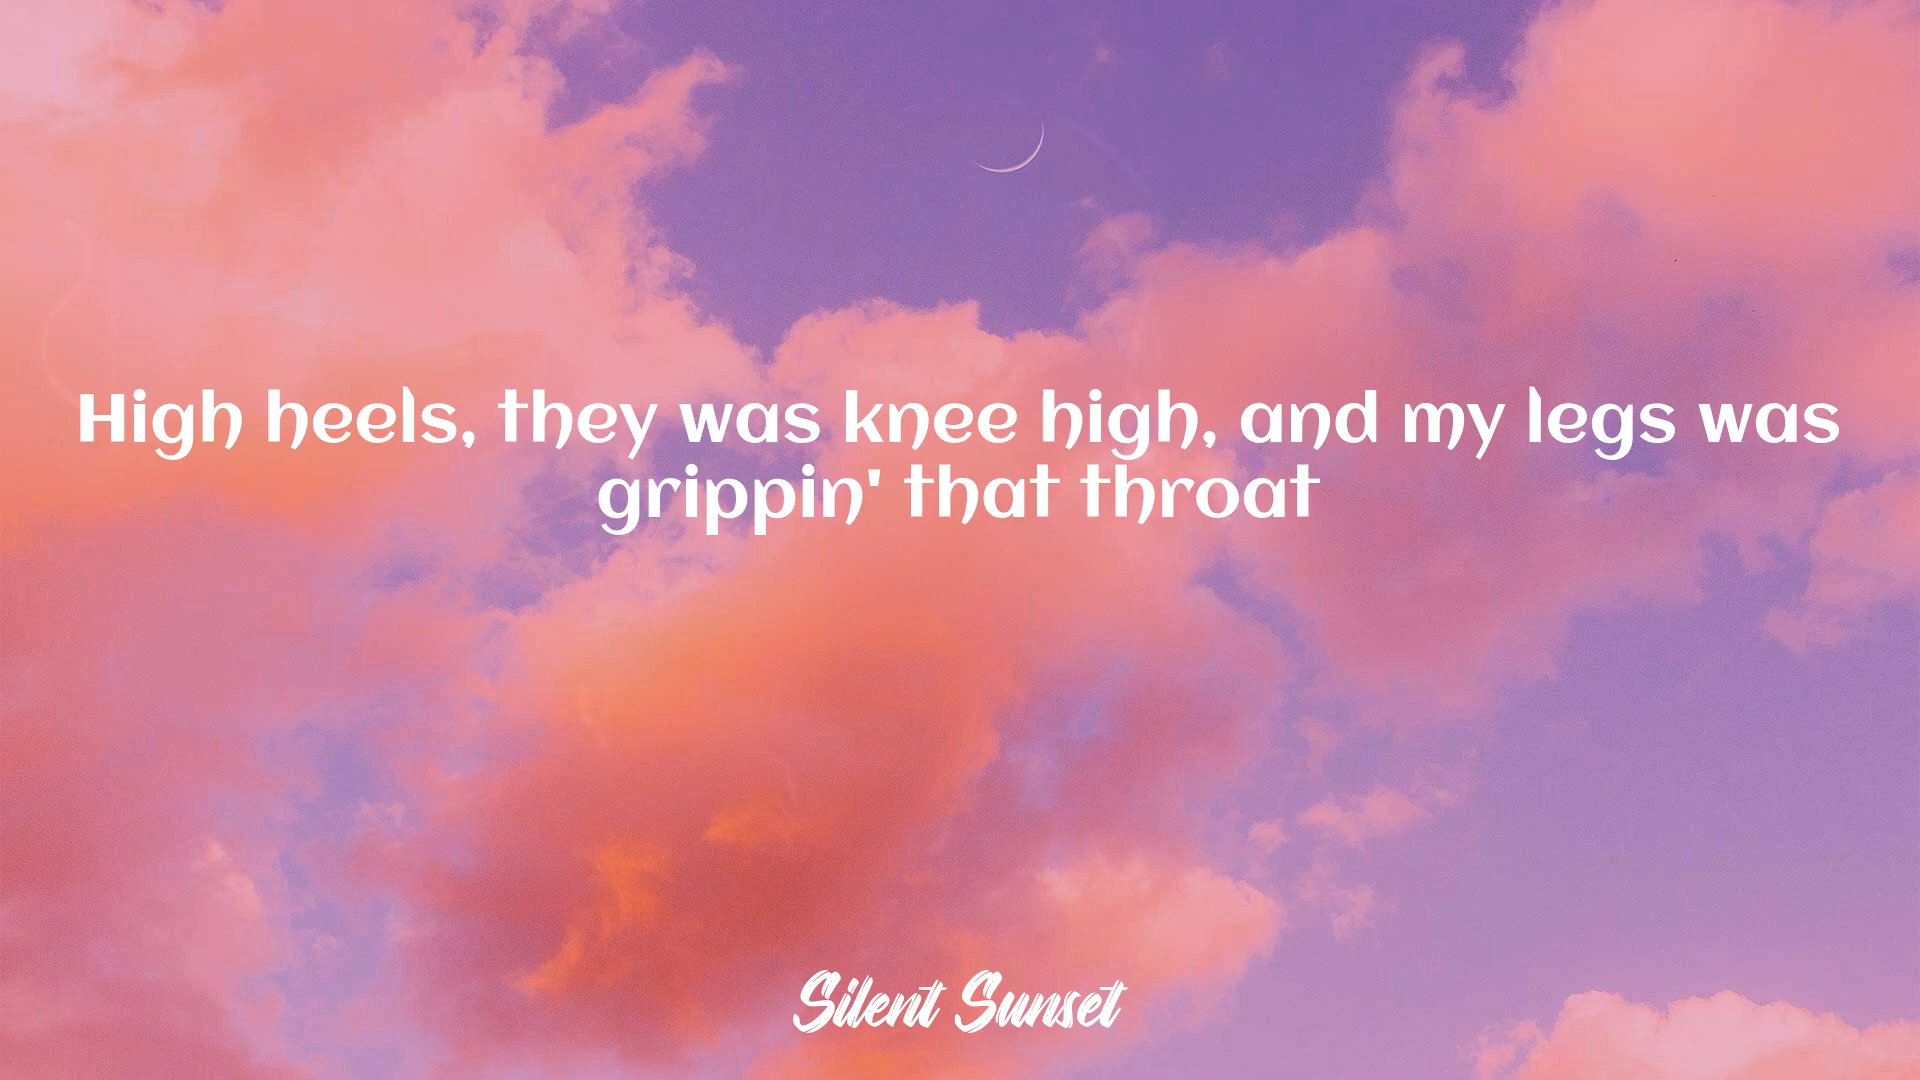 High heels, they was knee high, and my legs was
grippin' that throat
Silent Sunset